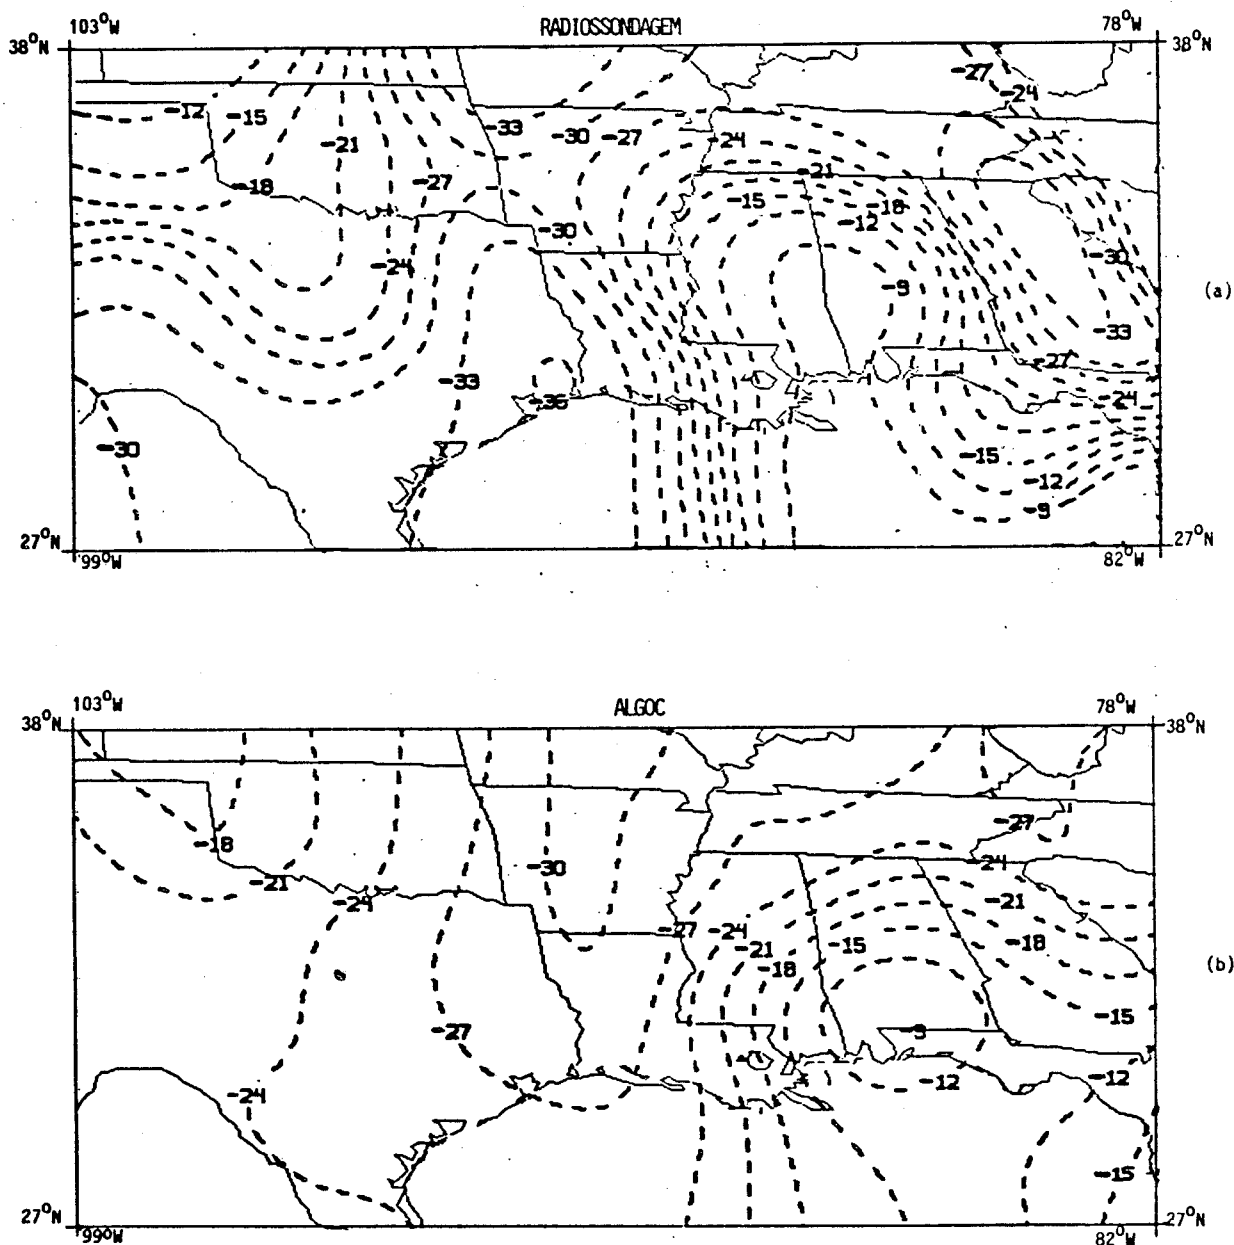 103°W RADIOSSONDAGEM 78°W
38°N 38°N
-27
-24
-12 -15
-33 -30 -27 -24
-21
-21
-18 -27 -15 -18
-12
-30
-24 -30
-9 (a)
-33
-27
-33
-36 -24
-30 -15
-12
-9
27°N 27°N
99°W 82°W
103°W ALGOC 78°W
38°N 38°N
-27
-18
-30 -24
-21
-24 -21
-27 -24
-21 -15 -18
-18 (b)
-15
-27 -9
-12 -12
-24
-15
27°N 27°N
99°W 82°W